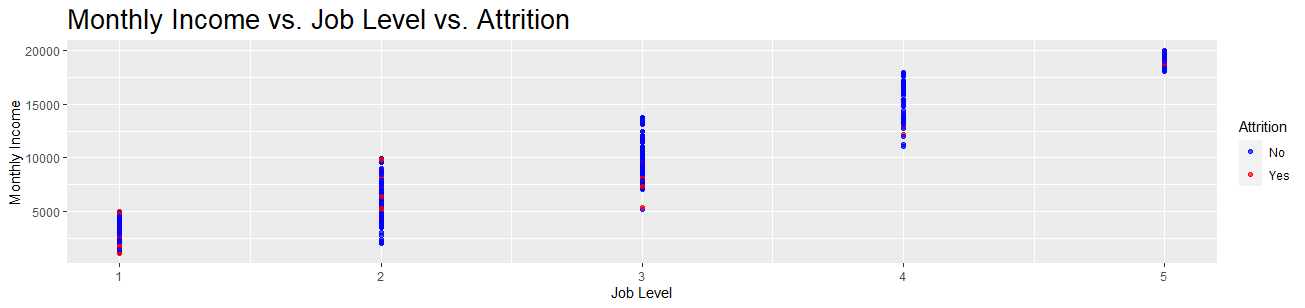 Monthly Income vs. Job Level vs. Attrition
20000
15000
10000
5000
Monthly Income
1 2 3 4 5
Job Level
Attrition
No
Yes